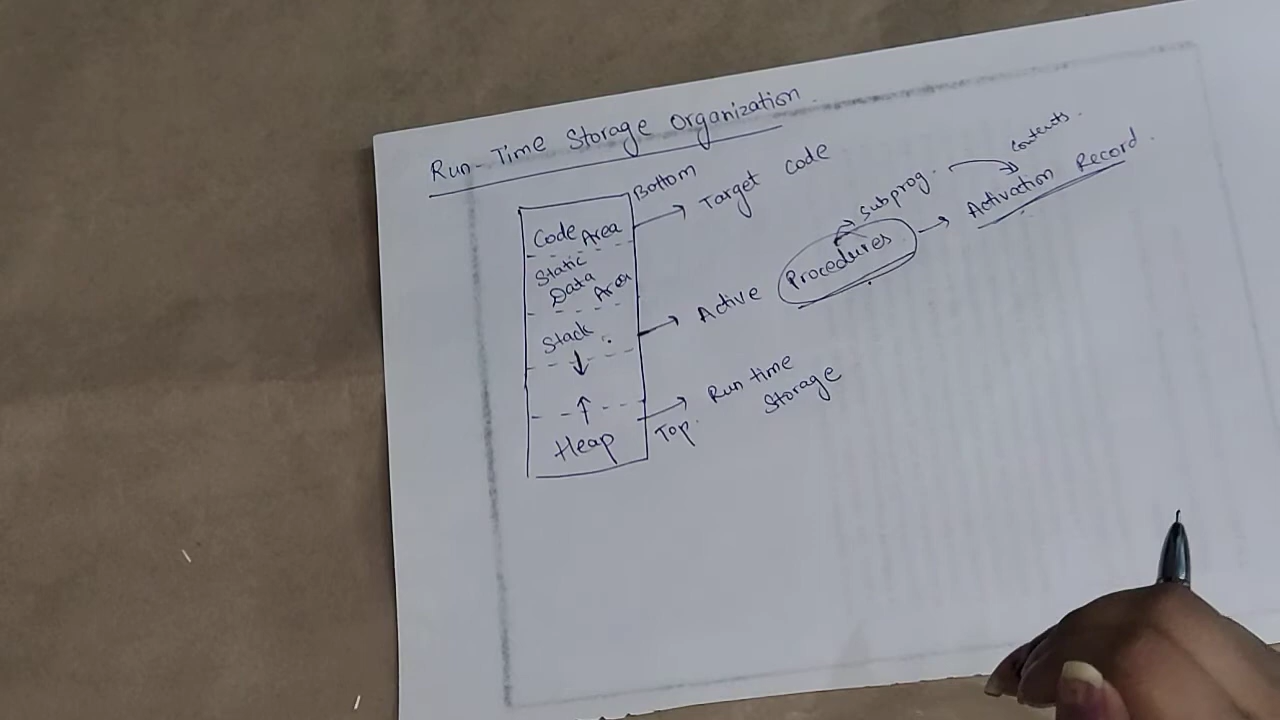 Run-Time Storage Organization.
Bottom
Code Area
Target code
Static
Data Area
Stack
Active Procedures
Subprog.
contents.
Activation Record.
Heap
Top.
Run time
Storage